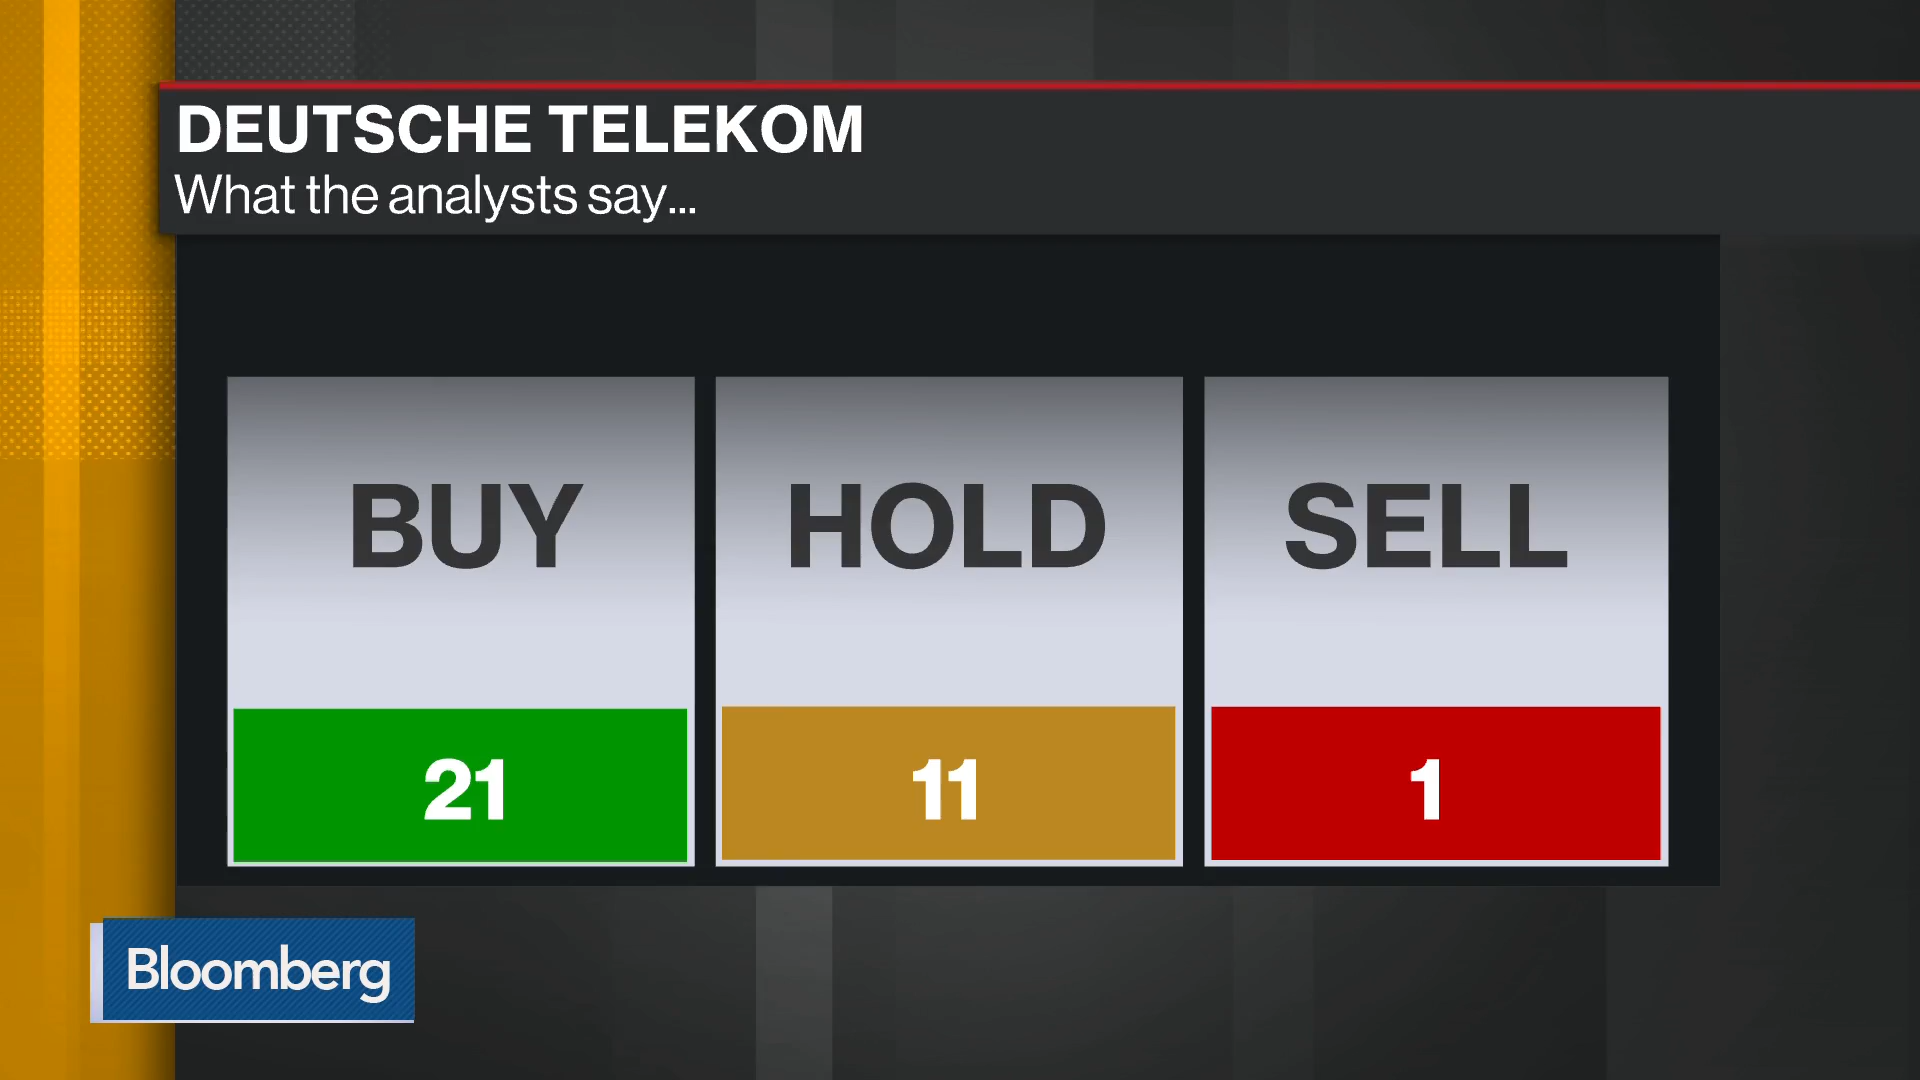 DEUTSCHE TELEKOM
What the analysts say...
BUY
HOLD
SELL
21
11
1
Bloomberg